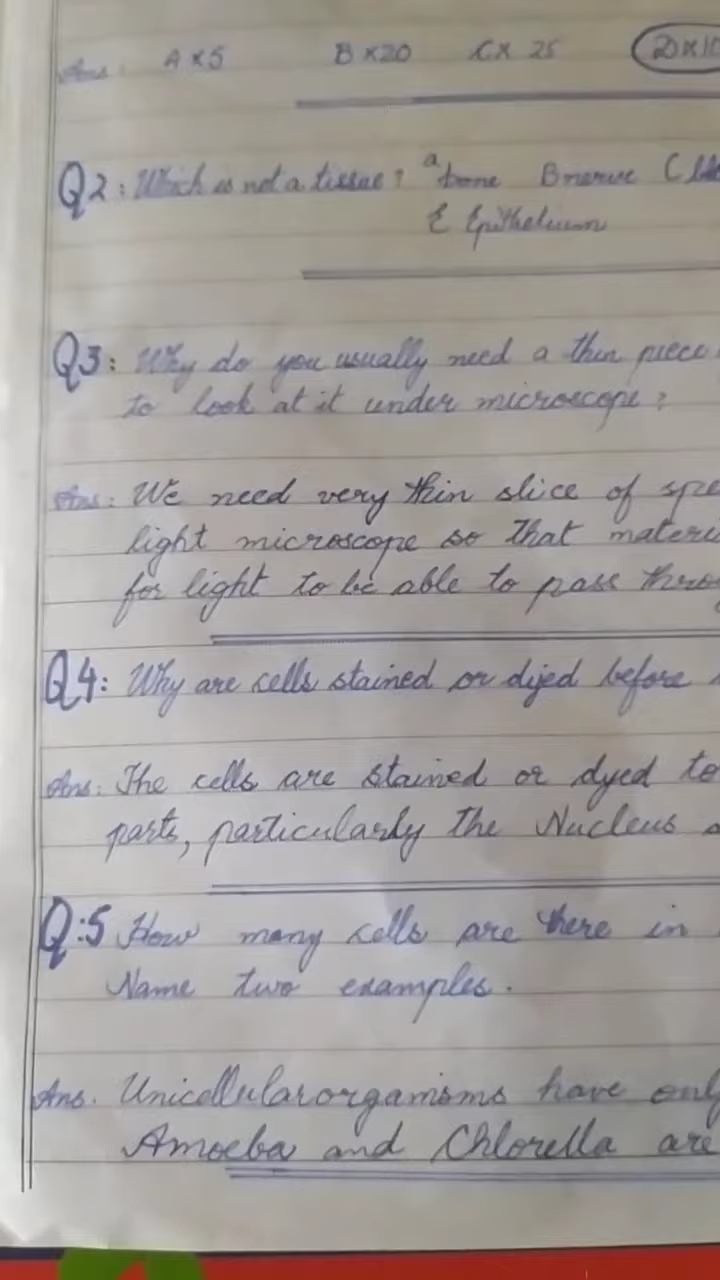 Ans: A x5 B x20 C x 25 D x10
Q2: Which is not a tissue? a bone B nerve C
E Epithelium
Q3: Why do you usually need a thin piece
to look at it under microscope?
Ans: We need very thin slice of spe
light microscope so that materi
for light to be able to pass thro
Q4: Why are cells stained or dyed before
Ans: The cells are stained or dyed to
parts, particularly the Nucleus
Q:5 How many cells are there in
Name two examples.
Ans. Unicellular organisms have only
Amoeba and Chlorella are